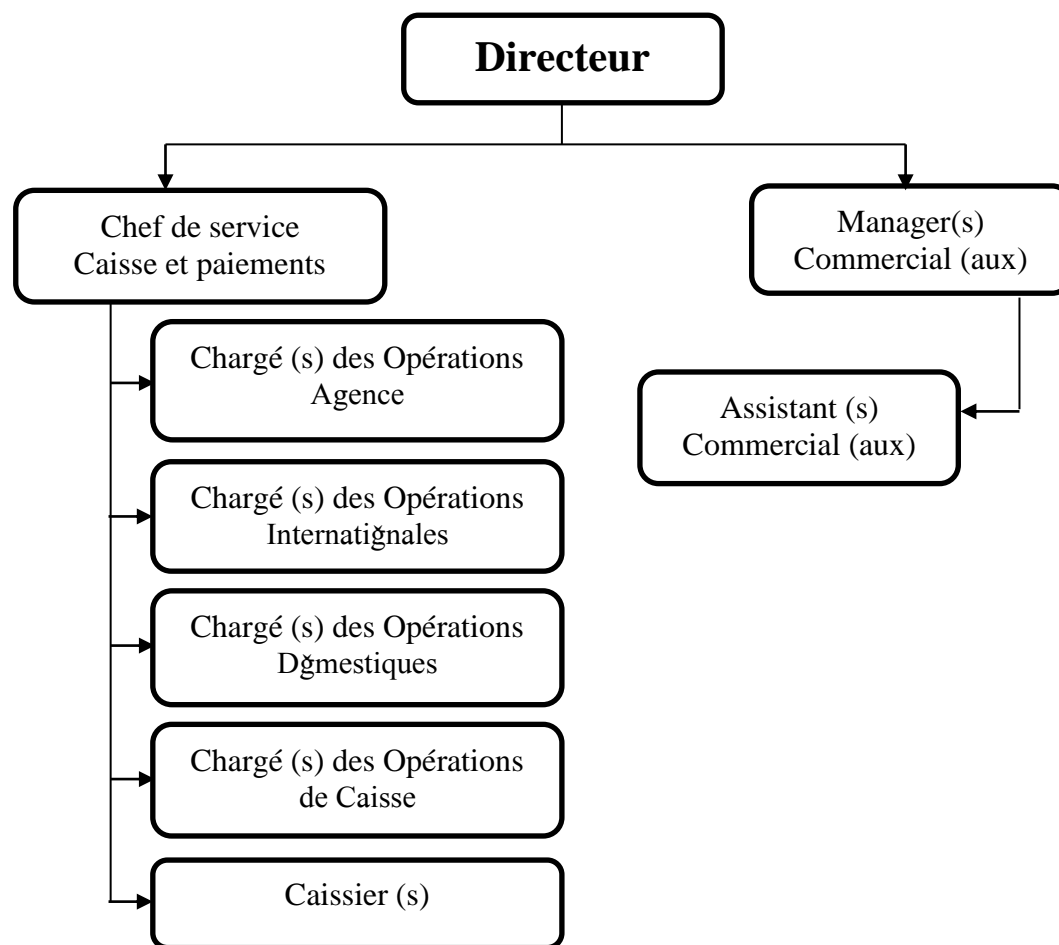 Directeur
Chef de service
Caisse et paiements
Manager(s)
Commercial (aux)
Chargé (s) des Opérations
Agence
Assistant (s)
Commercial (aux)
Chargé (s) des Opérations
Internatiğnales
Chargé (s) des Opérations
Dğmestiques
Chargé (s) des Opérations
de Caisse
Caissier (s)